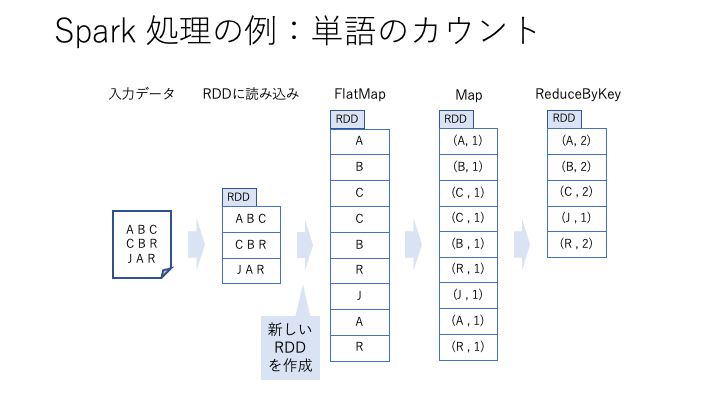 Spark 処理の例：単語のカウント
入力データ
A B C
C B R
J A R
RDDに読み込み
RDD
A B C
C B R
J A R
新しい
RDD
を作成
FlatMap
RDD
A
B
C
C
B
R
J
A
R
Map
RDD
(A, 1)
(B, 1)
(C , 1)
(C , 1)
(B , 1)
(R , 1)
(J , 1)
(A , 1)
(R , 1)
ReduceByKey
RDD
(A, 2)
(B, 2)
(C , 2)
(J , 1)
(R , 2)